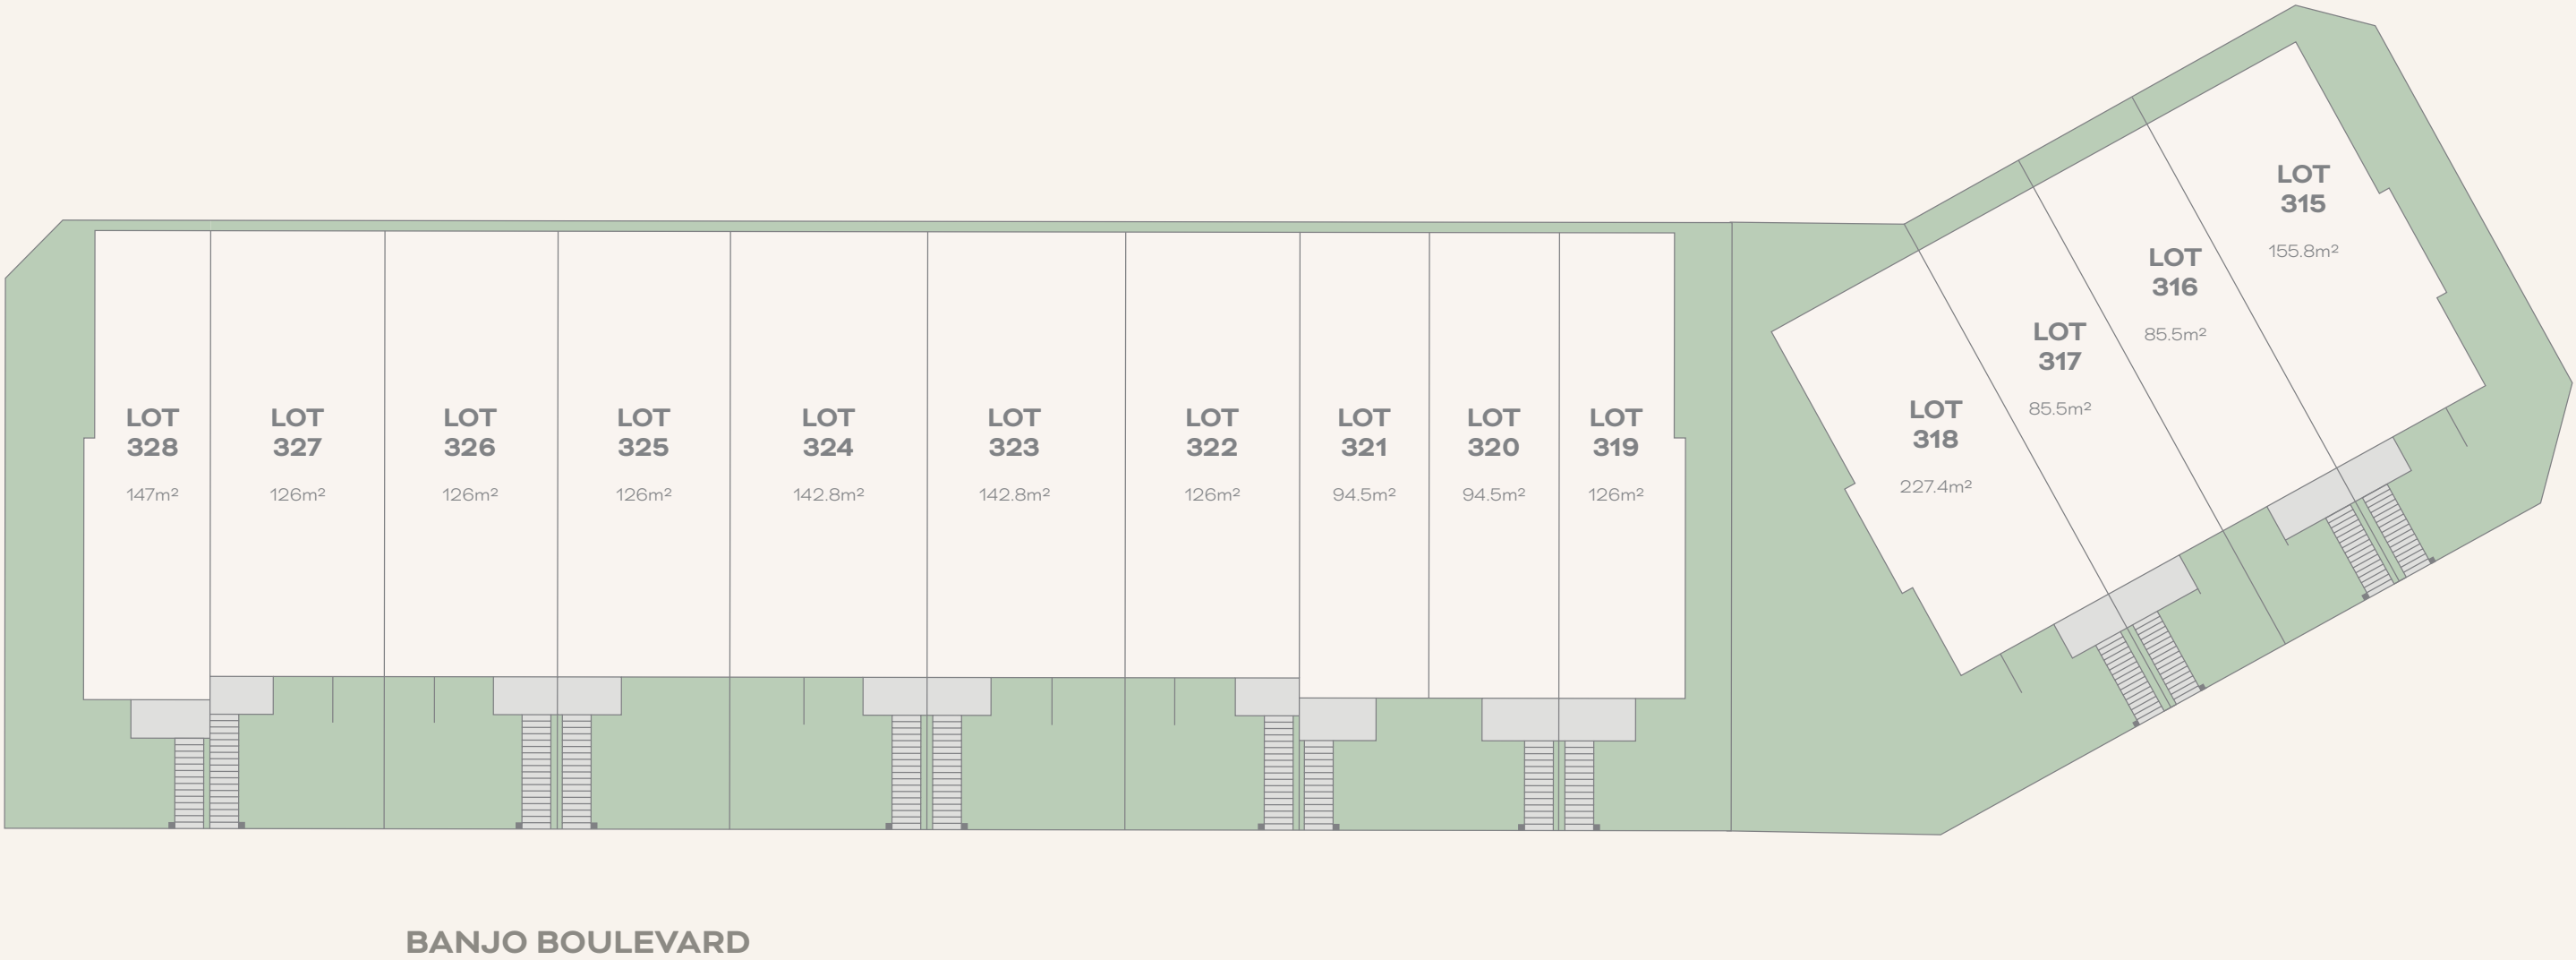 LOT
328
147m²
LOT
327
126m²
LOT
326
126m²
LOT
325
126m²
LOT
324
142.8m²
LOT
323
142.8m²
LOT
322
126m²
LOT
321
94.5m²
LOT
320
94.5m²
LOT
319
126m²
LOT
318
227.4m²
LOT
317
85.5m²
LOT
316
85.5m²
LOT
315
155.8m²
BANJO BOULEVARD